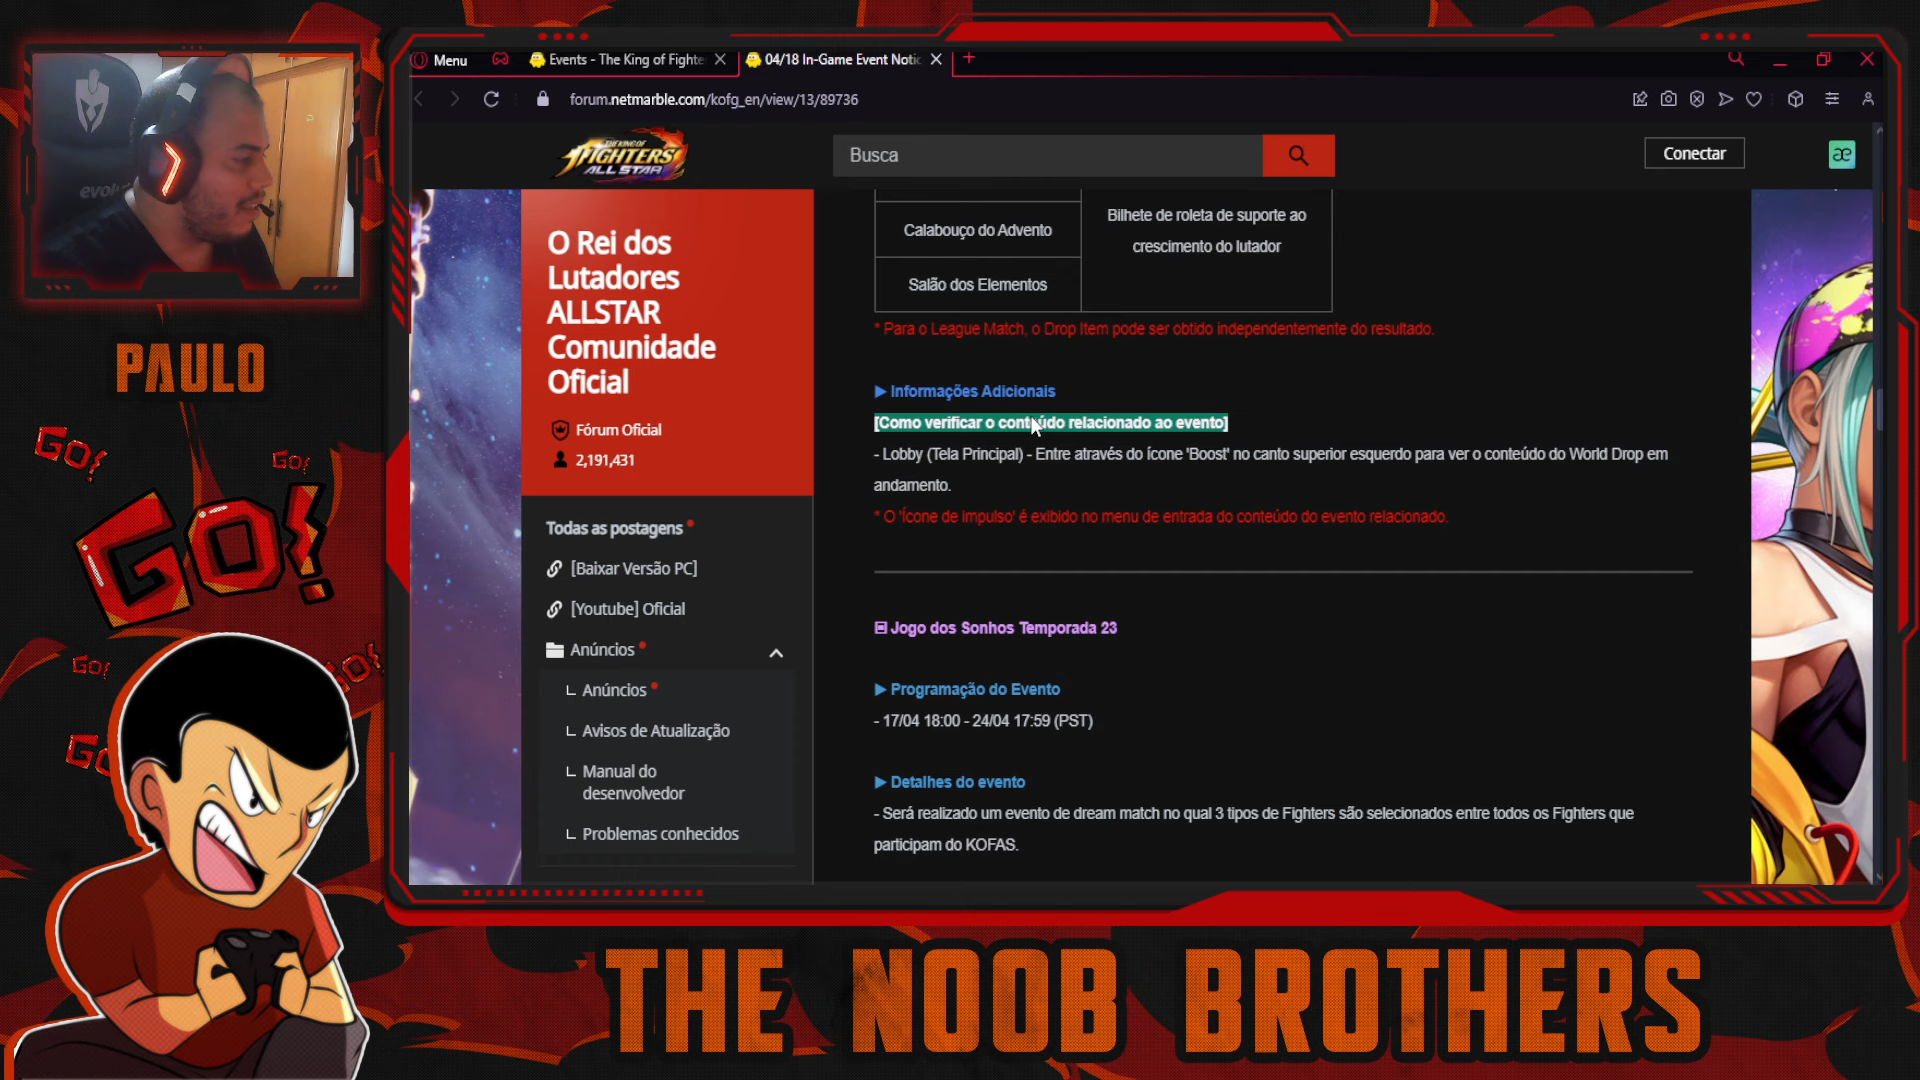 Menu
Events - The King of Fighte
04/18 In-Game Event Notic
forum.netmarble.com/kofg_en/view/13/89736
THE KING OF
FIGHTERS
ALLSTAR
Busca
Conectar
æ
PAULO
GO!
GO!
GO!
GO!
O Rei dos
Lutadores
ALLSTAR
Comunidade
Oficial
Fórum Oficial
2,191,431
Todas as postagens
[Baixar Versão PC]
[Youtube] Oficial
Anúncios
Anúncios
Avisos de Atualização
Manual do
desenvolvedor
Problemas conhecidos
Calabouço do Advento
Salão dos Elementos
Bilhete de roleta de suporte ao
crescimento do lutador
* Para o League Match, o Drop Item pode ser obtido independentemente do resultado.
▶ Informações Adicionais
[Como verificar o conteúdo relacionado ao evento]
- Lobby (Tela Principal) - Entre através do ícone 'Boost' no canto superior esquerdo para ver o conteúdo do World Drop em
andamento.
* O 'Ícone de impulso' é exibido no menu de entrada do conteúdo do evento relacionado.
Jogo dos Sonhos Temporada 23
▶ Programação do Evento
- 17/04 18:00 - 24/04 17:59 (PST)
▶ Detalhes do evento
- Será realizado um evento de dream match no qual 3 tipos de Fighters são selecionados entre todos os Fighters que
participam do KOFAS.
THE NOOB BROTHERS